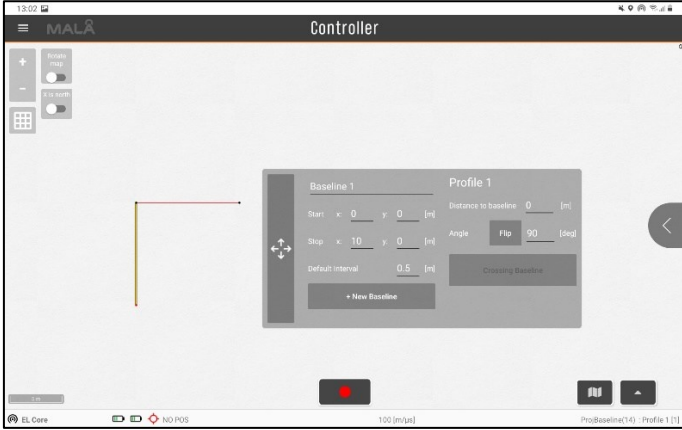 13:02
MALÅ
Controller
+
Rotate map
-
X to north
Baseline 1
Profile 1
Start x: 0 y: 0 [m]
Distance to baseline 0 [m]
Stop x: 10 y: 0 [m]
Angle Flip 90 [deg]
Default interval 0.5 [m]
Crossing Baseline
+ New Baseline
EL Core
NO POS
100 [m/µs]
Proj|Baseline(14) : Profile 1 [1]